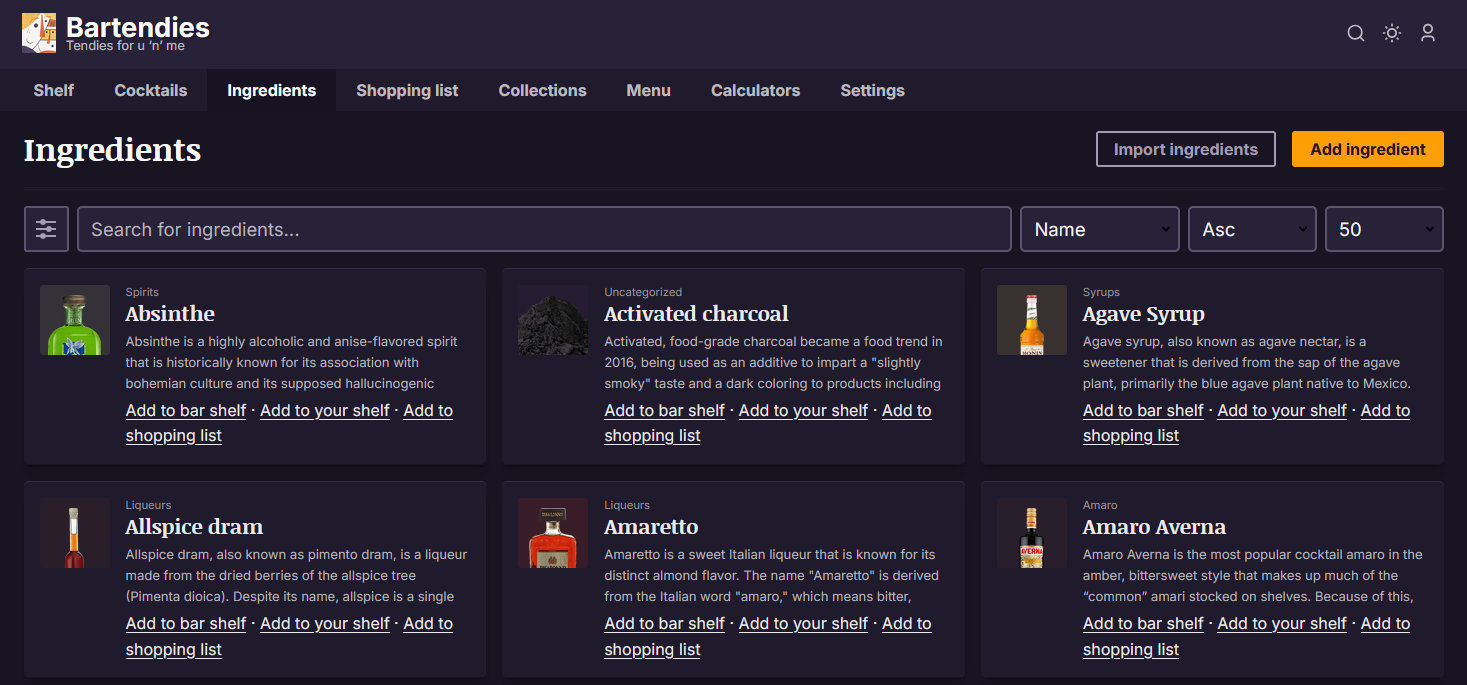 Bartendies
Tendies for u ‘n’ me
Shelf Cocktails Ingredients Shopping list Collections Menu Calculators Settings
Ingredients
Import ingredients
Add ingredient
Search for ingredients...
Name
Asc
50
Spirits
Absinthe
Absinthe is a highly alcoholic and anise-flavored spirit
that is historically known for its association with
bohemian culture and its supposed hallucinogenic
Add to bar shelf · Add to your shelf · Add to
shopping list
Uncategorized
Activated charcoal
Activated, food-grade charcoal became a food trend in
2016, being used as an additive to impart a "slightly
smoky" taste and a dark coloring to products including
Add to bar shelf · Add to your shelf · Add to
shopping list
MONIN
Syrups
Agave Syrup
Agave syrup, also known as agave nectar, is a
sweetener that is derived from the sap of the agave
plant, primarily the blue agave plant native to Mexico.
Add to bar shelf · Add to your shelf · Add to
shopping list
Liqueurs
Allspice dram
Allspice dram, also known as pimento dram, is a liqueur
made from the dried berries of the allspice tree
(Pimenta dioica). Despite its name, allspice is a single
Add to bar shelf · Add to your shelf · Add to
shopping list
Liqueurs
Amaretto
Amaretto is a sweet Italian liqueur that is known for its
distinct almond flavor. The name "Amaretto" is derived
from the Italian word "amaro," which means bitter,
Add to bar shelf · Add to your shelf · Add to
shopping list
AVERNA
Amaro
Amaro Averna
Amaro Averna is the most popular cocktail amaro in the
amber, bittersweet style that makes up much of the
“common” amari stocked on shelves. Because of this,
Add to bar shelf · Add to your shelf · Add to
shopping list